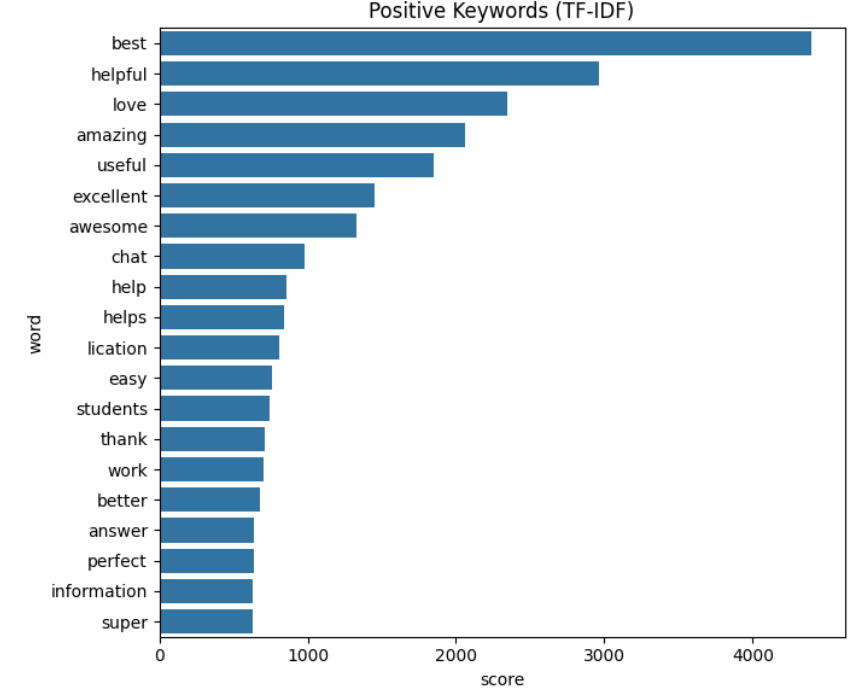 Positive Keywords (TF-IDF)
best
helpful
love
amazing
useful
excellent
awesome
chat
help
helps
lication
easy
students
thank
work
better
answer
perfect
information
super
word
0 1000 2000 3000 4000
score